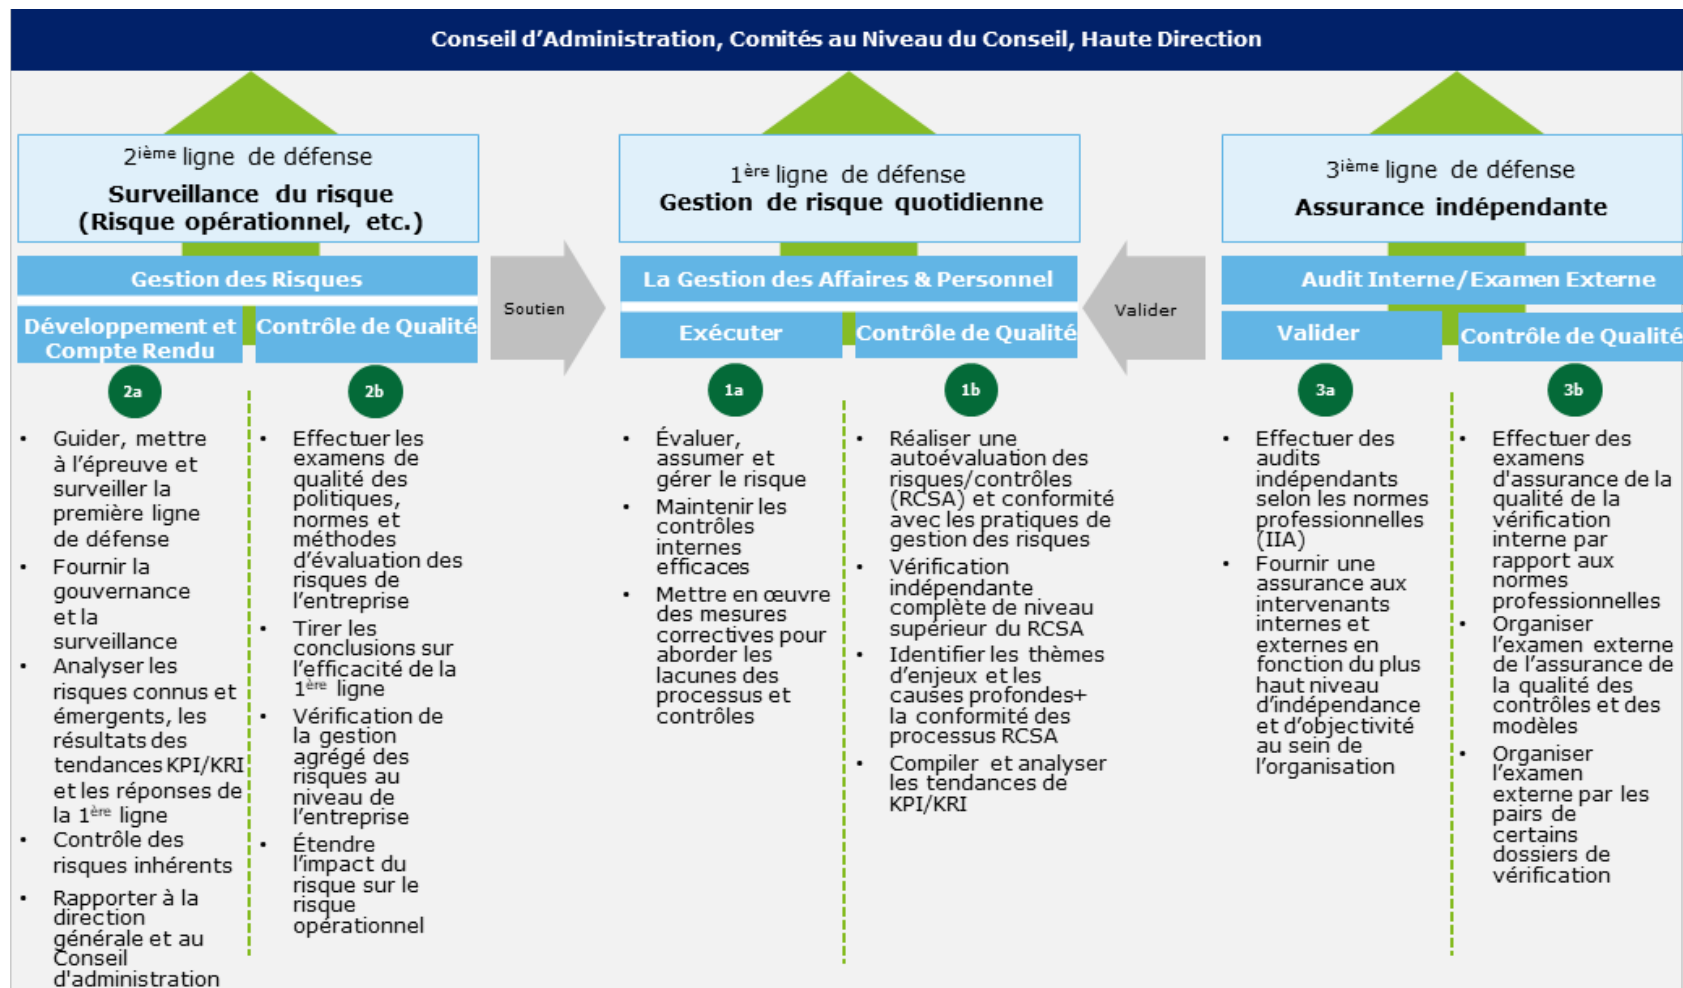 Conseil d’Administration, Comités au Niveau du Conseil, Haute Direction
2ième ligne de défense
Surveillance du risque
(Risque opérationnel, etc.)
Gestion des Risques
Développement et
Compte Rendu
Contrôle de Qualité
2a
• Guider, mettre
à l’épreuve et
surveiller la
première ligne
de défense
• Fournir la
gouvernance
et la
surveillance
• Analyser les
risques connus et
émergents, les
résultats des
tendances KPI/KRI
et les réponses de
la 1ère ligne
• Contrôle des
risques inhérents
• Rapporter à la
direction
générale et au
Conseil
d'administration
2b
• Effectuer les
examens de
qualité des
politiques,
normes et
méthodes
d’évaluation des
risques de
l’entreprise
• Tirer les
conclusions sur
l’efficacité de la
1ère ligne
• Vérification de
la gestion
agrégé des
risques au
niveau de
l’entreprise
• Étendre
l’impact du
risque sur le
risque
opérationnel
Soutien
1ère ligne de défense
Gestion de risque quotidienne
La Gestion des Affaires & Personnel
Exécuter
Contrôle de Qualité
1a
• Évaluer,
assumer et
gérer le risque
• Maintenir les
contrôles
internes
efficaces
• Mettre en œuvre
des mesures
correctives pour
aborder les
lacunes des
processus et
contrôles
1b
• Réaliser une
autoévaluation des
risques/contrôles
(RCSA) et conformité
avec les pratiques de
gestion des risques
• Vérification
indépendante
complète de niveau
supérieur du RCSA
• Identifier les thèmes
d’enjeux et les
causes profondes+
la conformité des
processus RCSA
• Compiler et analyser
les tendances de
KPI/KRI
Valider
3ième ligne de défense
Assurance indépendante
Audit Interne/Examen Externe
Valider
Contrôle de Qualité
3a
• Effectuer des
audits
indépendants
selon les normes
professionnelles
(IIA)
• Fournir une
assurance aux
intervenants
internes et
externes en
fonction du plus
haut niveau
d’indépendance
et d’objectivité
au sein de
l’organisation
3b
• Effectuer des
examens
d'assurance de la
qualité de la
vérification
interne par
rapport aux
normes
professionnelles
• Organiser
l’examen externe
de l’assurance de
la qualité des
contrôles et des
modèles
• Organiser
l’examen
externe par les
pairs de
certains
dossiers de
vérification